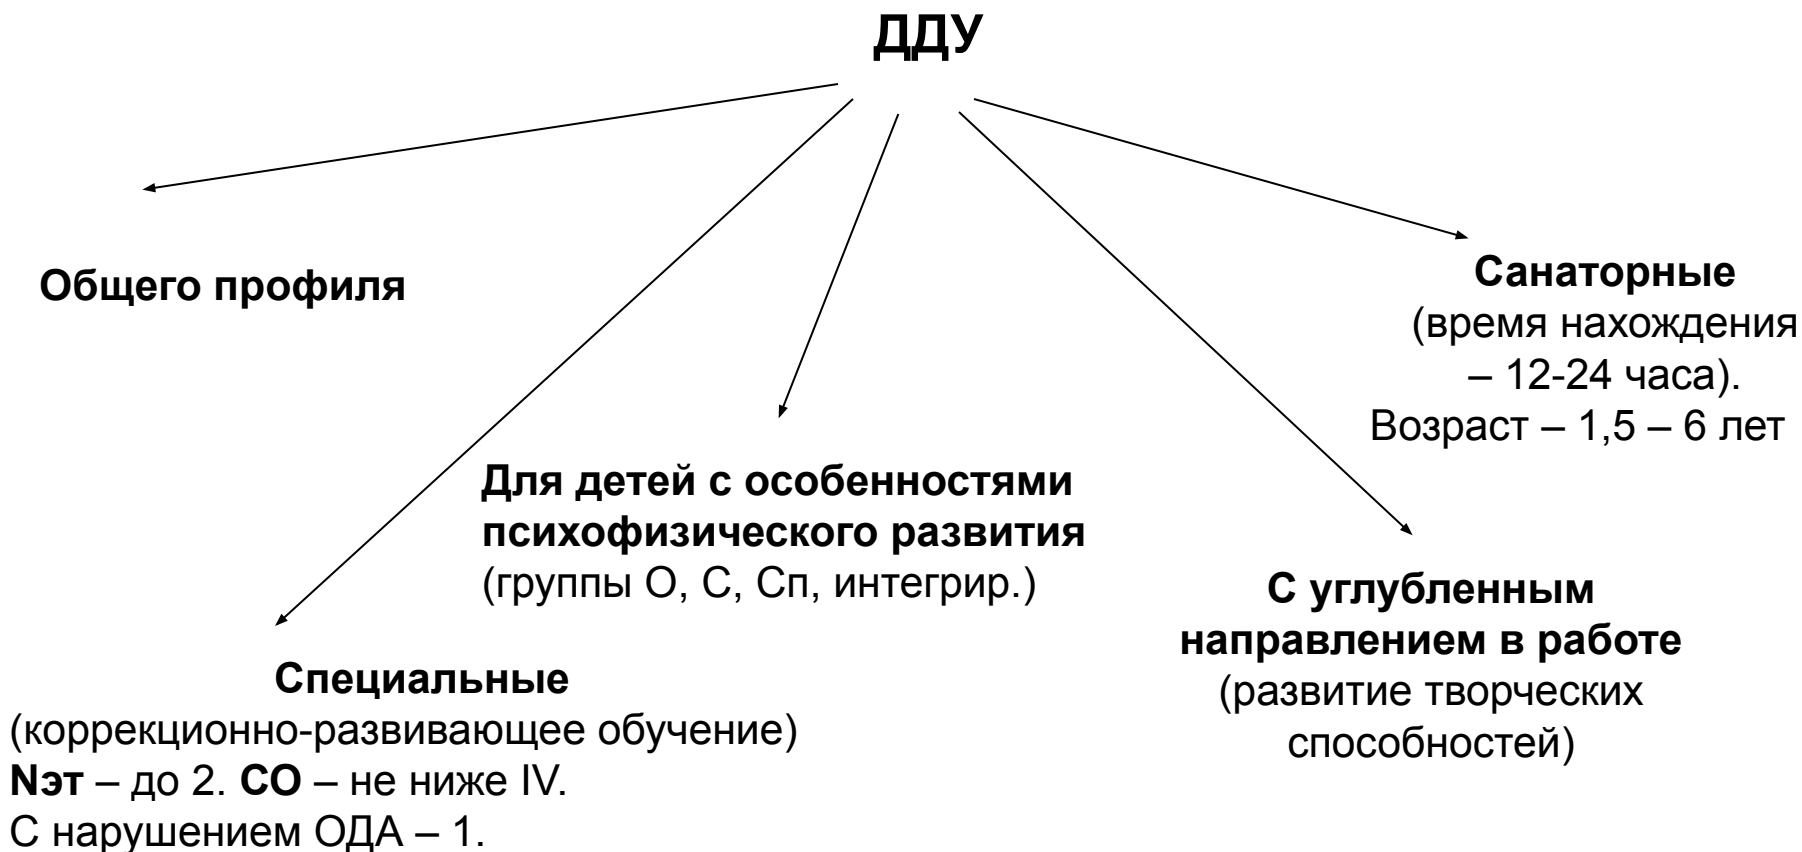 ДДУ
Общего профиля
Санаторные
(время нахождения
– 12-24 часа).
Возраст – 1,5 – 6 лет
Для детей с особенностями
психофизического развития
(группы О, С, Сп, интегрир.)
С углубленным
направлением в работе
(развитие творческих
способностей)
Специальные
(коррекционно-развивающее обучение)
Nэт – до 2. СО – не ниже IV.
С нарушением ОДА – 1.